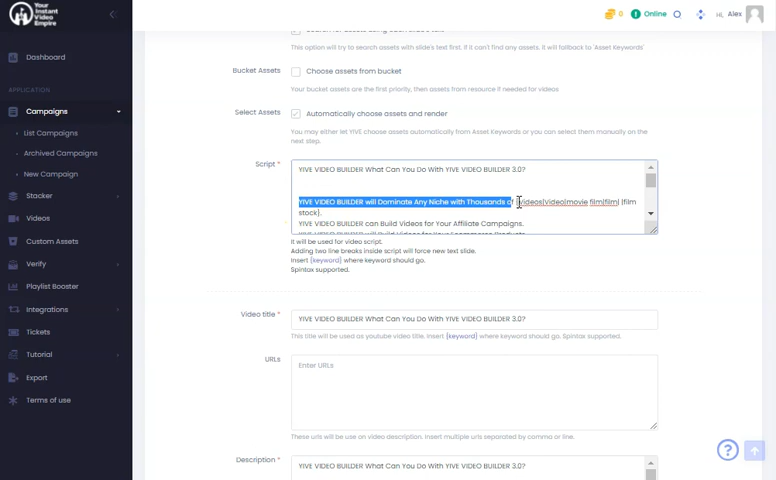 Your
Instant
Video
Empire
0
Online
Hi,
Alex
Dashboard
APPLICATION
Campaigns
List Campaigns
Archived Campaigns
New Campaign
Stacker
Videos
Custom Assets
Verify
Playlist Booster
Integrations
Tickets
Tutorial
Export
Terms of use
This option will try to search with slide's text first. If it can't find any assets, it will fallback to 'Asset Keywords'
Bucket Assets
Choose assets from bucket
Your bucket assets are the first priority, then assets from resource if needed for videos
Select Assets
Automatically choose assets and render
You may either let YIVE choose assets automatically from Asset Keywords or you can select them manually on the
next step.
Script *
YIVE VIDEO BUILDER What Can You Do With YIVE VIDEO BUILDER 3.0?
YIVE VIDEO BUILDER will Dominate Any Niche with Thousands of {videos|Video|movie film|film| {film
stock}.
YIVE VIDEO BUILDER can Build Videos for Your Affiliate Campaigns.
YIVE VIDEO BUILDER will Build Videos for Your Ecommerce Products
It will be used for video script.
Adding two line breaks inside script will force new text slide.
Insert {keyword} where keyword should go.
Spintax supported.
Video title *
YIVE VIDEO BUILDER What Can You Do With YIVE VIDEO BUILDER 3.0?
This title will be used as youtube video title. Insert {keyword} where keyword should go. Spintax supported.
URLs
Enter URLs
These urls will be use on video description. Insert multiple urls separated by comma or line.
Description *
YIVE VIDEO BUILDER What Can You Do With YIVE VIDEO BUILDER 3.0?